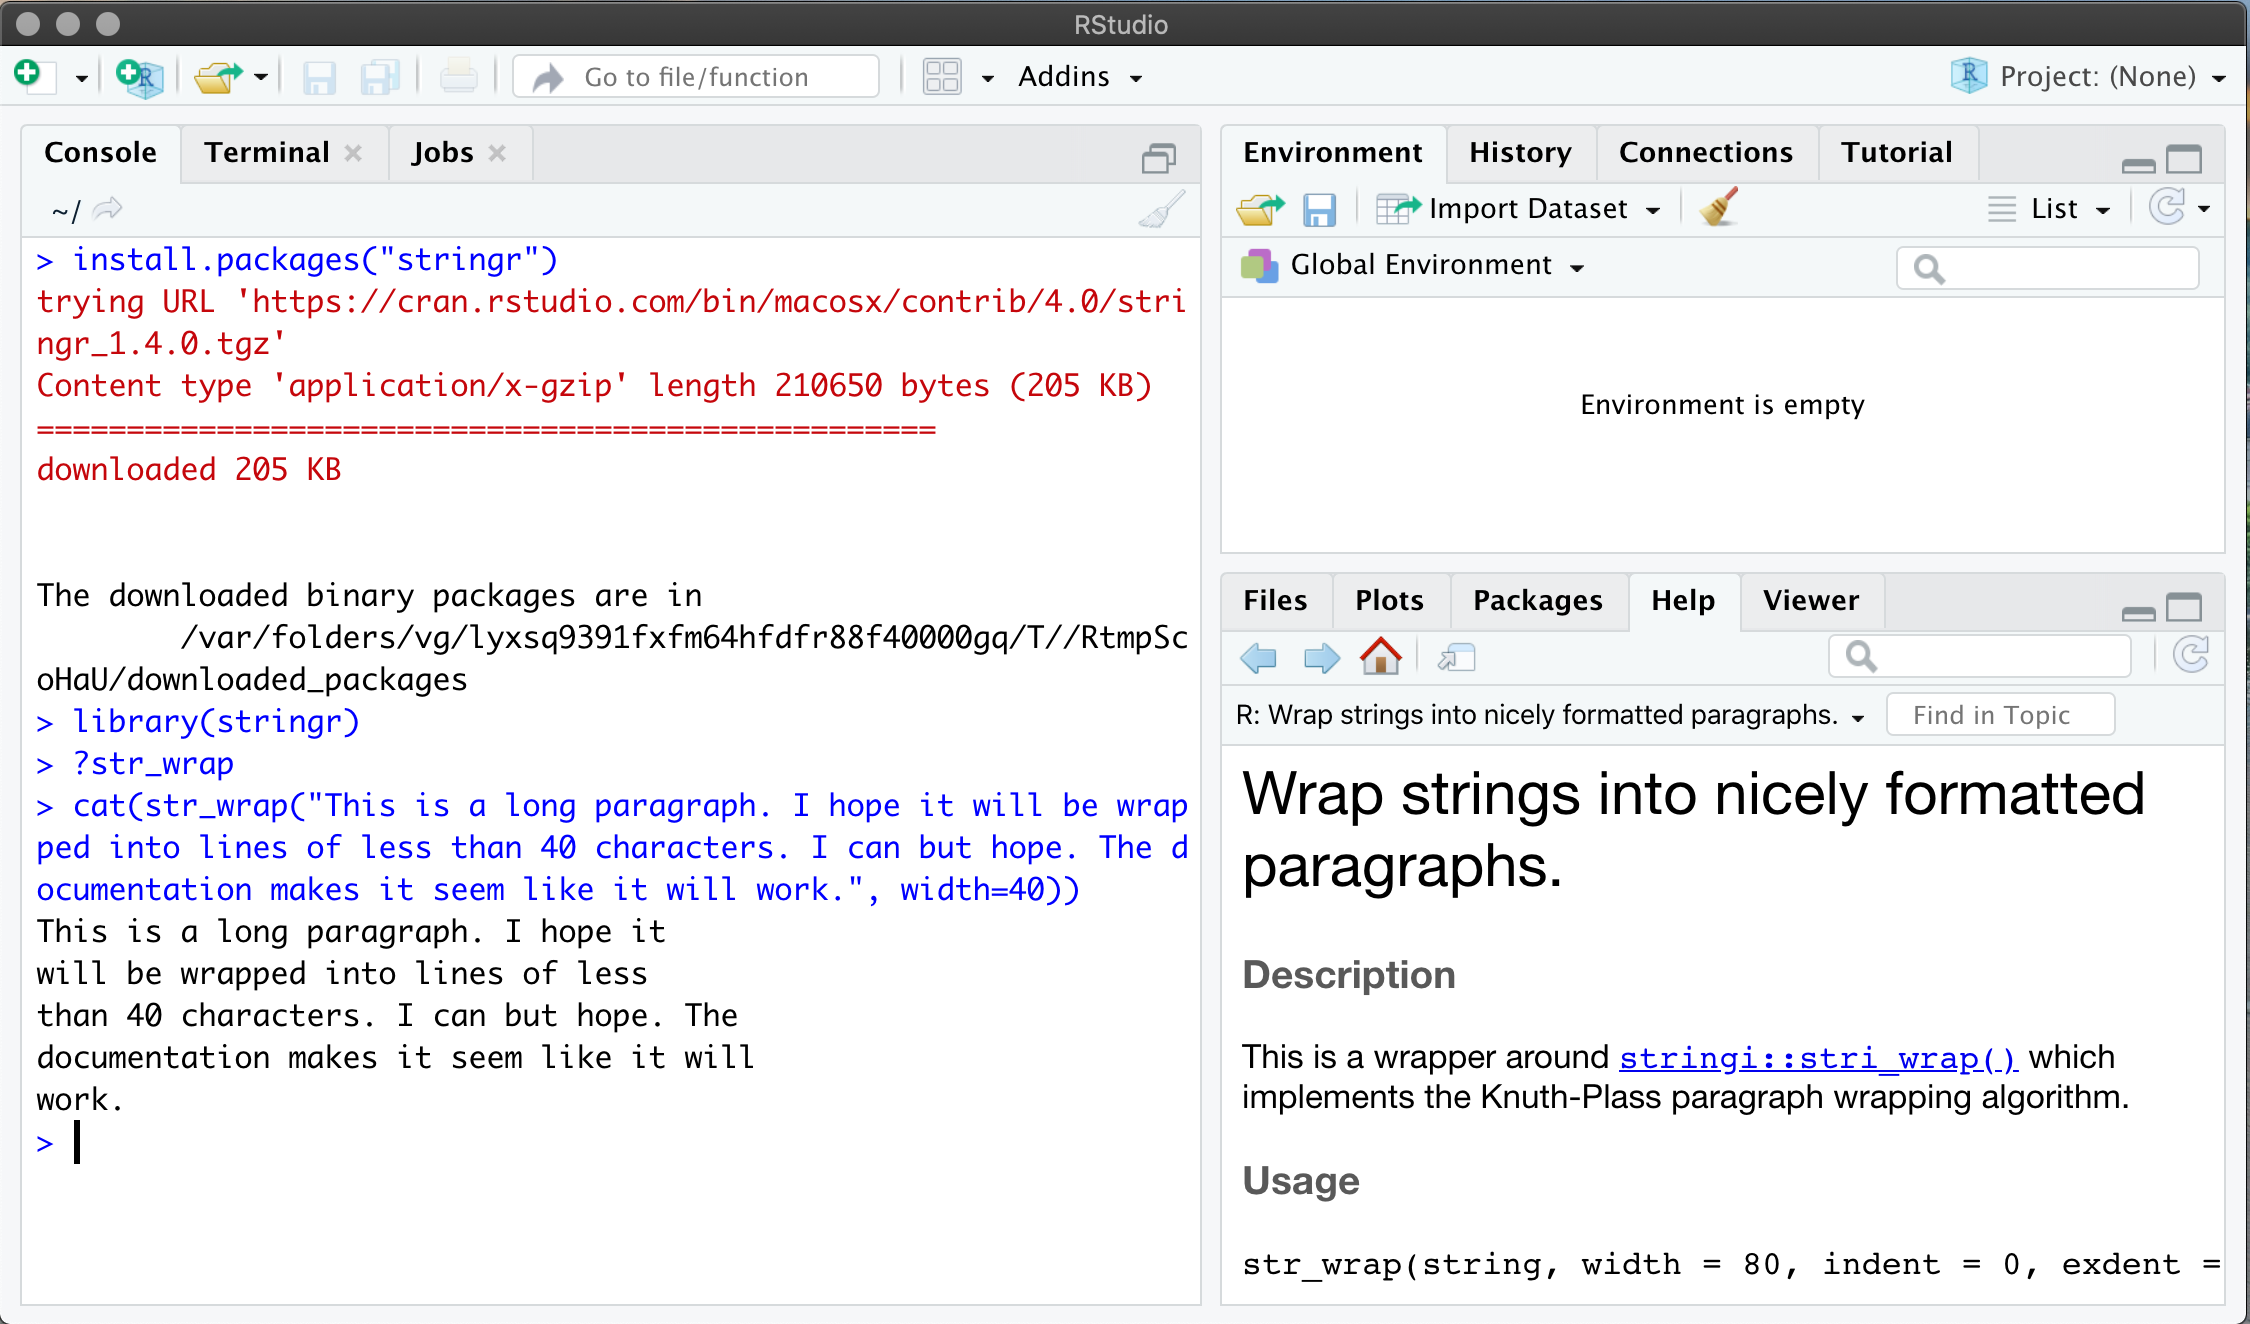 RStudio
Go to file/function
Addins
Project: (None)
Console Terminal Jobs
~/
> install.packages("stringr")
trying URL 'https://cran.rstudio.com/bin/macosx/contrib/4.0/stri
ngr_1.4.0.tgz'
Content type 'application/x-gzip' length 210650 bytes (205 KB)
==================================================
downloaded 205 KB
The downloaded binary packages are in
/var/folders/vg/lyxsq9391fxfm64hfdfr88f40000gq/T//RtmpSc
oHaU/downloaded_packages
> library(stringr)
> ?str_wrap
> cat(str_wrap("This is a long paragraph. I hope it will be wrap
ped into lines of less than 40 characters. I can but hope. The d
ocumentation makes it seem like it will work.", width=40))
This is a long paragraph. I hope it
will be wrapped into lines of less
than 40 characters. I can but hope. The
documentation makes it seem like it will
work.
>
Environment History Connections Tutorial
Import Dataset
List
Global Environment
Environment is empty
Files Plots Packages Help Viewer
R: Wrap strings into nicely formatted paragraphs.
Find in Topic
Wrap strings into nicely formatted
paragraphs.
Description
This is a wrapper around stringi::stri_wrap() which
implements the Knuth-Plass paragraph wrapping algorithm.
Usage
str_wrap(string, width = 80, indent = 0, exdent =